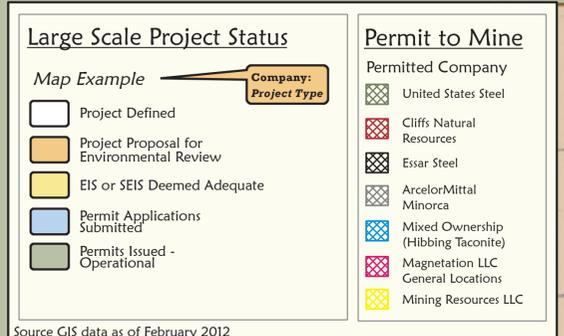 Large Scale Project Status
Map Example
Company:
Project Type
Project Defined
Project Proposal for
Environmental Review
EIS or SEIS Deemed Adequate
Permit Applications
Submitted
Permits Issued -
Operational
Permit to Mine
Permitted Company
United States Steel
Cliffs Natural
Resources
Essar Steel
ArcelorMittal
Minorca
Mixed Ownership
(Hibbing Taconite)
Magnetation LLC
General Locations
Mining Resources LLC
Source GIS data as of February 2012